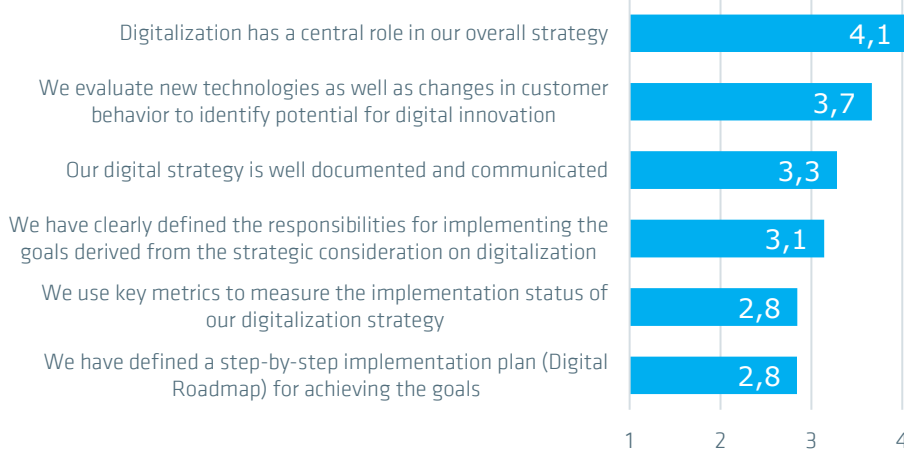 Digitalization has a central role in our overall strategy
4,1
We evaluate new technologies as well as changes in customer
behavior to identify potential for digital innovation
3,7
Our digital strategy is well documented and communicated
3,3
We have clearly defined the responsibilities for implementing the
goals derived from the strategic consideration on digitalization
3,1
We use key metrics to measure the implementation status of
our digitalization strategy
2,8
We have defined a step-by-step implementation plan (Digital
Roadmap) for achieving the goals
2,8
1 2 3 4